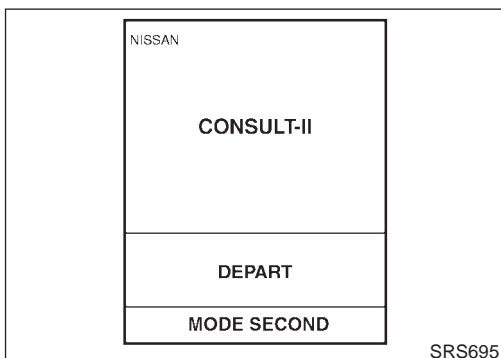 NISSAN
CONSULT-II
DEPART
MODE SECOND
SRS695